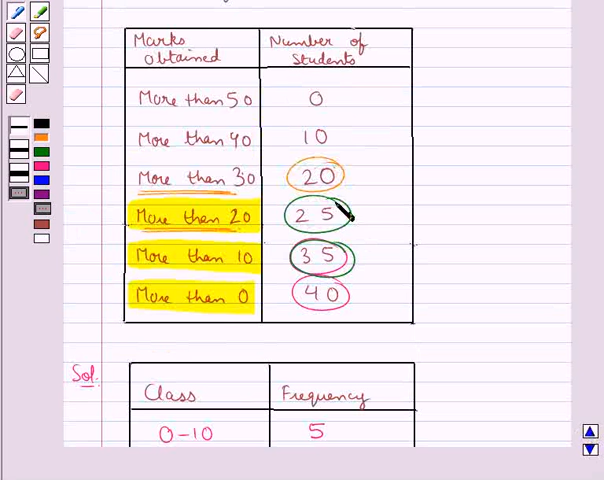 Marks Obtained
Number of Students
More than 50 0
More than 40 10
More than 30 20
More than 20 25
More than 10 35
More than 0 40
Sol.
Class Frequency
0-10 5